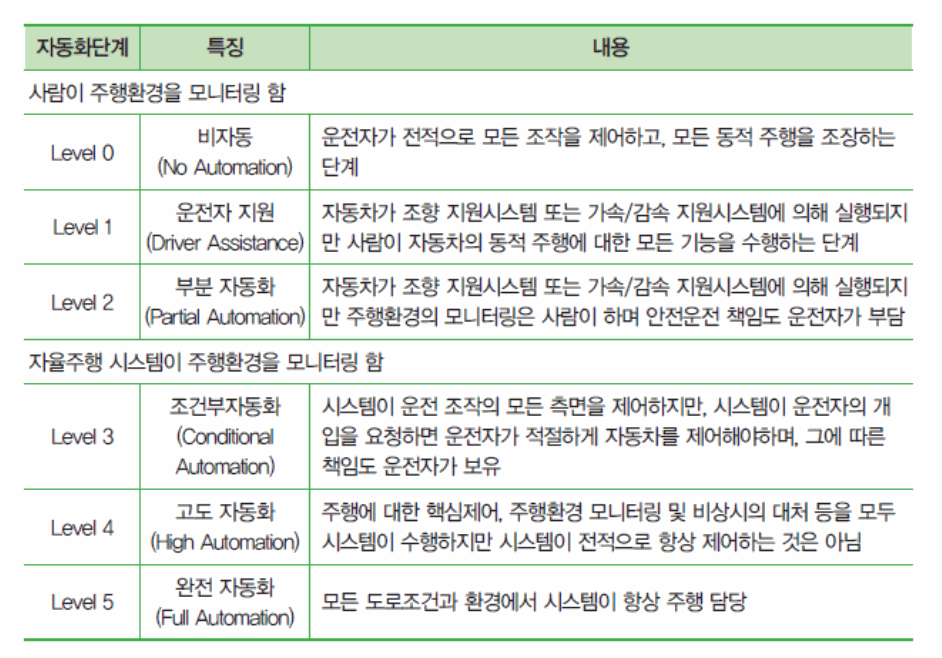 자동화단계 특징 내용
사람이 주행환경을 모니터링 함
Level 0
비자동
(No Automation)
운전자가 전적으로 모든 조작을 제어하고, 모든 동적 주행을 조장하는
단계
Level 1
운전자 지원
(Driver Assistance)
자동차가 조향 지원시스템 또는 가속/감속 지원시스템에 의해 실행되지
만 사람이 자동차의 동적 주행에 대한 모든 기능을 수행하는 단계
Level 2
부분 자동화
(Partial Automation)
자동차가 조향 지원시스템 또는 가속/감속 지원시스템에 의해 실행되지
만 주행환경의 모니터링은 사람이 하며 안전운전 책임도 운전자가 부담
자율주행 시스템이 주행환경을 모니터링 함
Level 3
조건부자동화
(Conditional
Automation)
시스템이 운전 조작의 모든 측면을 제어하지만, 시스템이 운전자의 개
입을 요청하면 운전자가 적절하게 자동차를 제어해야하며, 그에 따른
책임도 운전자가 보유
Level 4
고도 자동화
(High Automation)
주행에 대한 핵심제어, 주행환경 모니터링 및 비상시의 대처 등을 모두
시스템이 수행하지만 시스템이 전적으로 항상 제어하는 것은 아님
Level 5
완전 자동화
(Full Automation)
모든 도로조건과 환경에서 시스템이 항상 주행 담당